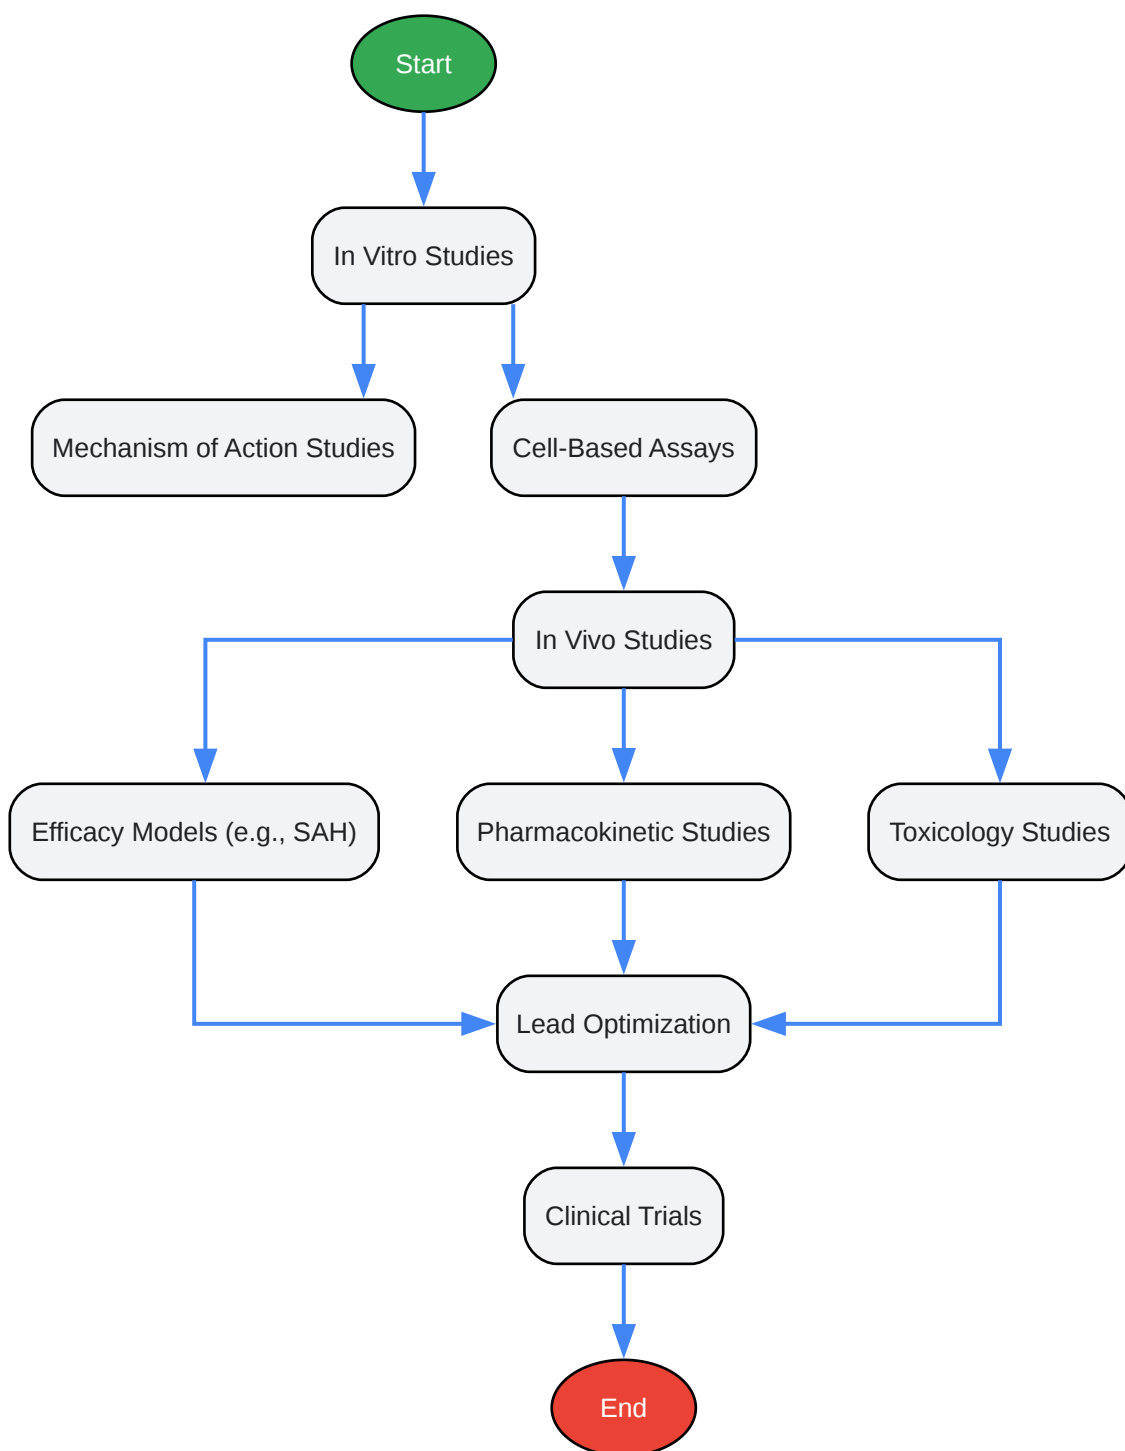 Start
In Vitro Studies
Mechanism of Action Studies
Cell-Based Assays
In Vivo Studies
Efficacy Models (e.g., SAH)
Pharmacokinetic Studies
Toxicology Studies
Lead Optimization
Clinical Trials
End